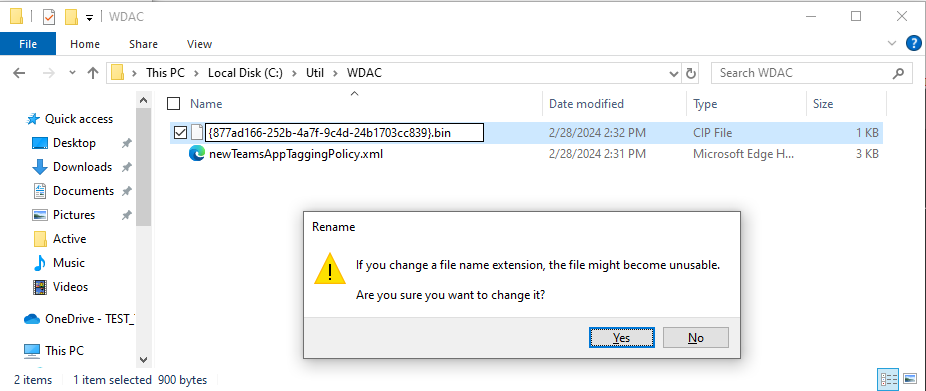 WDAC
File Home Share View
This PC Local Disk (C:) Util WDAC Search WDAC
Name Date modified Type Size
{877ad166-252b-4a7f-9c4d-24b1703cc839}.bin 2/28/2024 2:32 PM CIP File 1 KB
newTeamsAppTaggingPolicy.xml 2/28/2024 2:31 PM Microsoft Edge H... 3 KB
Quick access
Desktop
Downloads
Documents
Pictures
Active
Music
Videos
OneDrive - TEST_
This PC
Rename
If you change a file name extension, the file might become unusable.
Are you sure you want to change it?
Yes No
2 items 1 item selected 900 bytes